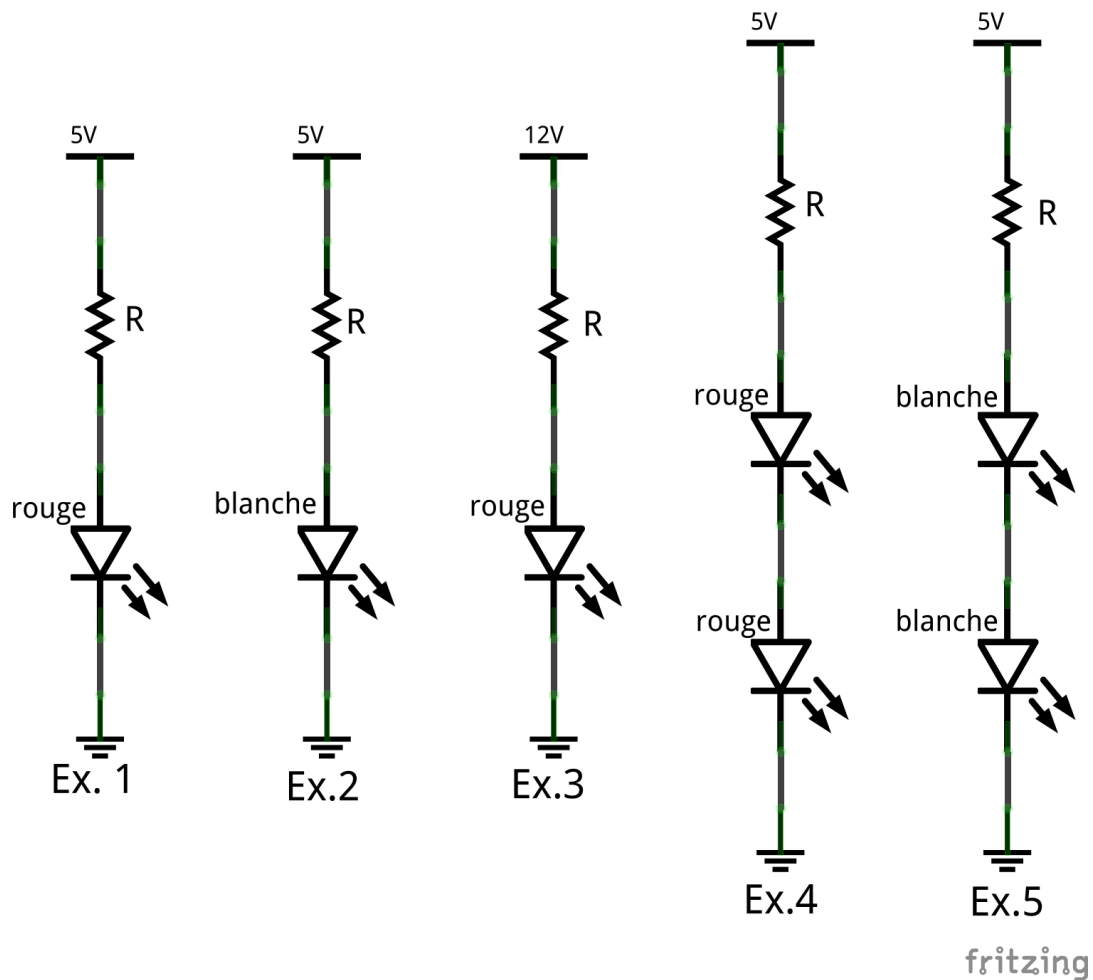 5V
R
rouge
Ex. 1
5V
R
blanche
Ex.2
12V
R
rouge
Ex.3
5V
R
rouge
rouge
Ex.4
5V
R
blanche
blanche
Ex.5
fritzing